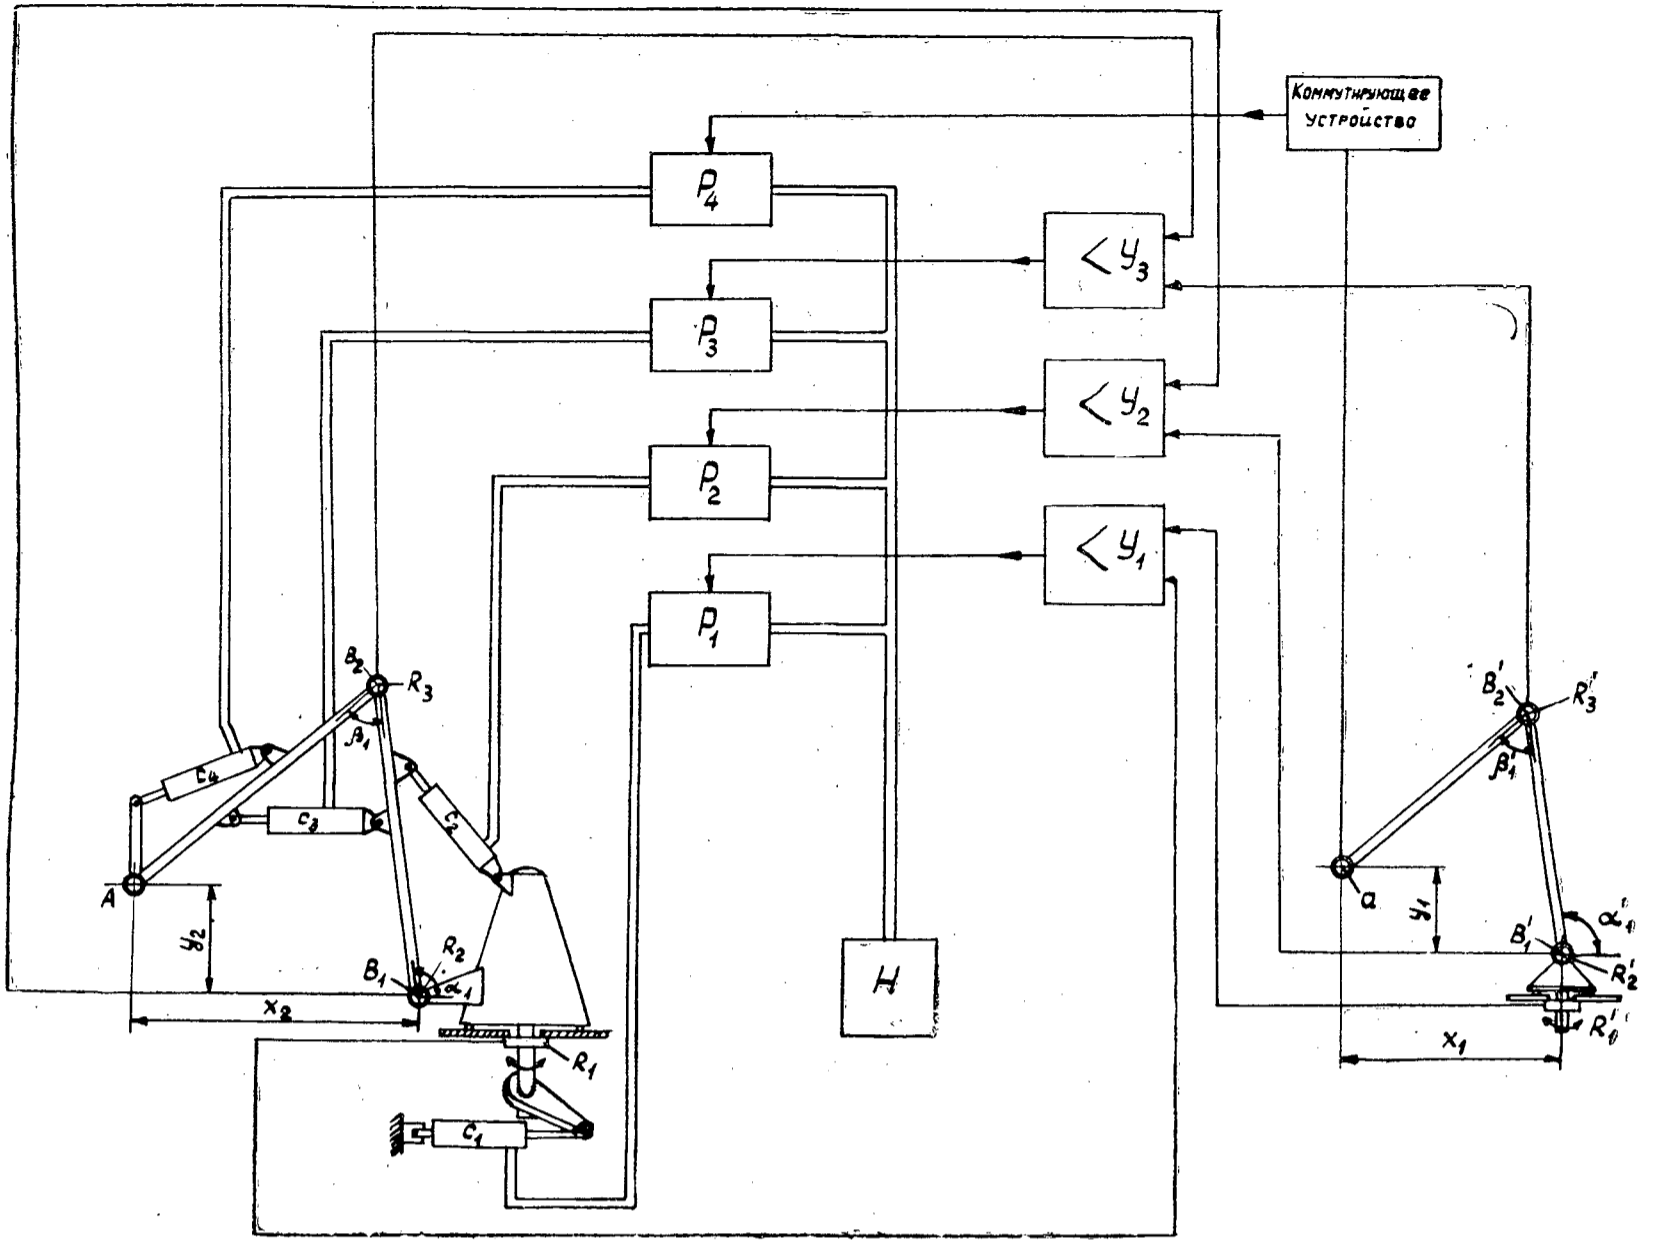 Коммутирующее
устройство
P₄
< У₃
P₃
< У₂
P₂
< У₁
P₁
B₂
R₃
β₁
B₂'
R₃'
β₁'
C₄
C₃
C₂
A
a
y₂
y₁
α₁'
B₁'
R₂'
B₁
R₂
α₁
H
x₂
x₁
R₁'
R₁
C₁